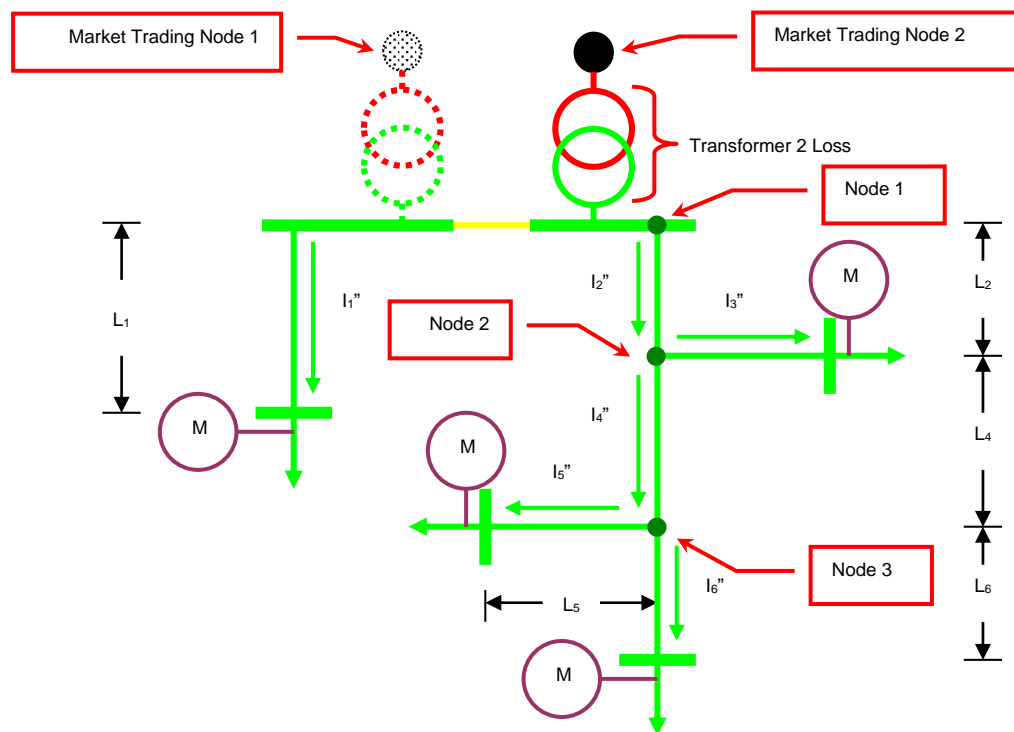 Market Trading Node 1
Market Trading Node 2
Transformer 2 Loss
Node 1
M
L₁
I₁”
I₂”
I₃”
L₂
Node 2
M
M
I₄”
L₄
I₅”
Node 3
I₆”
L₅
L₆
M